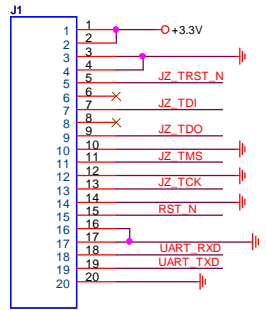 J1
1 1 +3.3V
2 2
3 3
4 4
5 5 JZ_TRST_N
6 6
7 7 JZ_TDI
8 8
9 9 JZ_TDO
10 10
11 11 JZ_TMS
12 12
13 13 JZ_TCK
14 14
15 15 RST_N
16 16
17 17
18 18 UART_RXD
19 19 UART_TXD
20 20